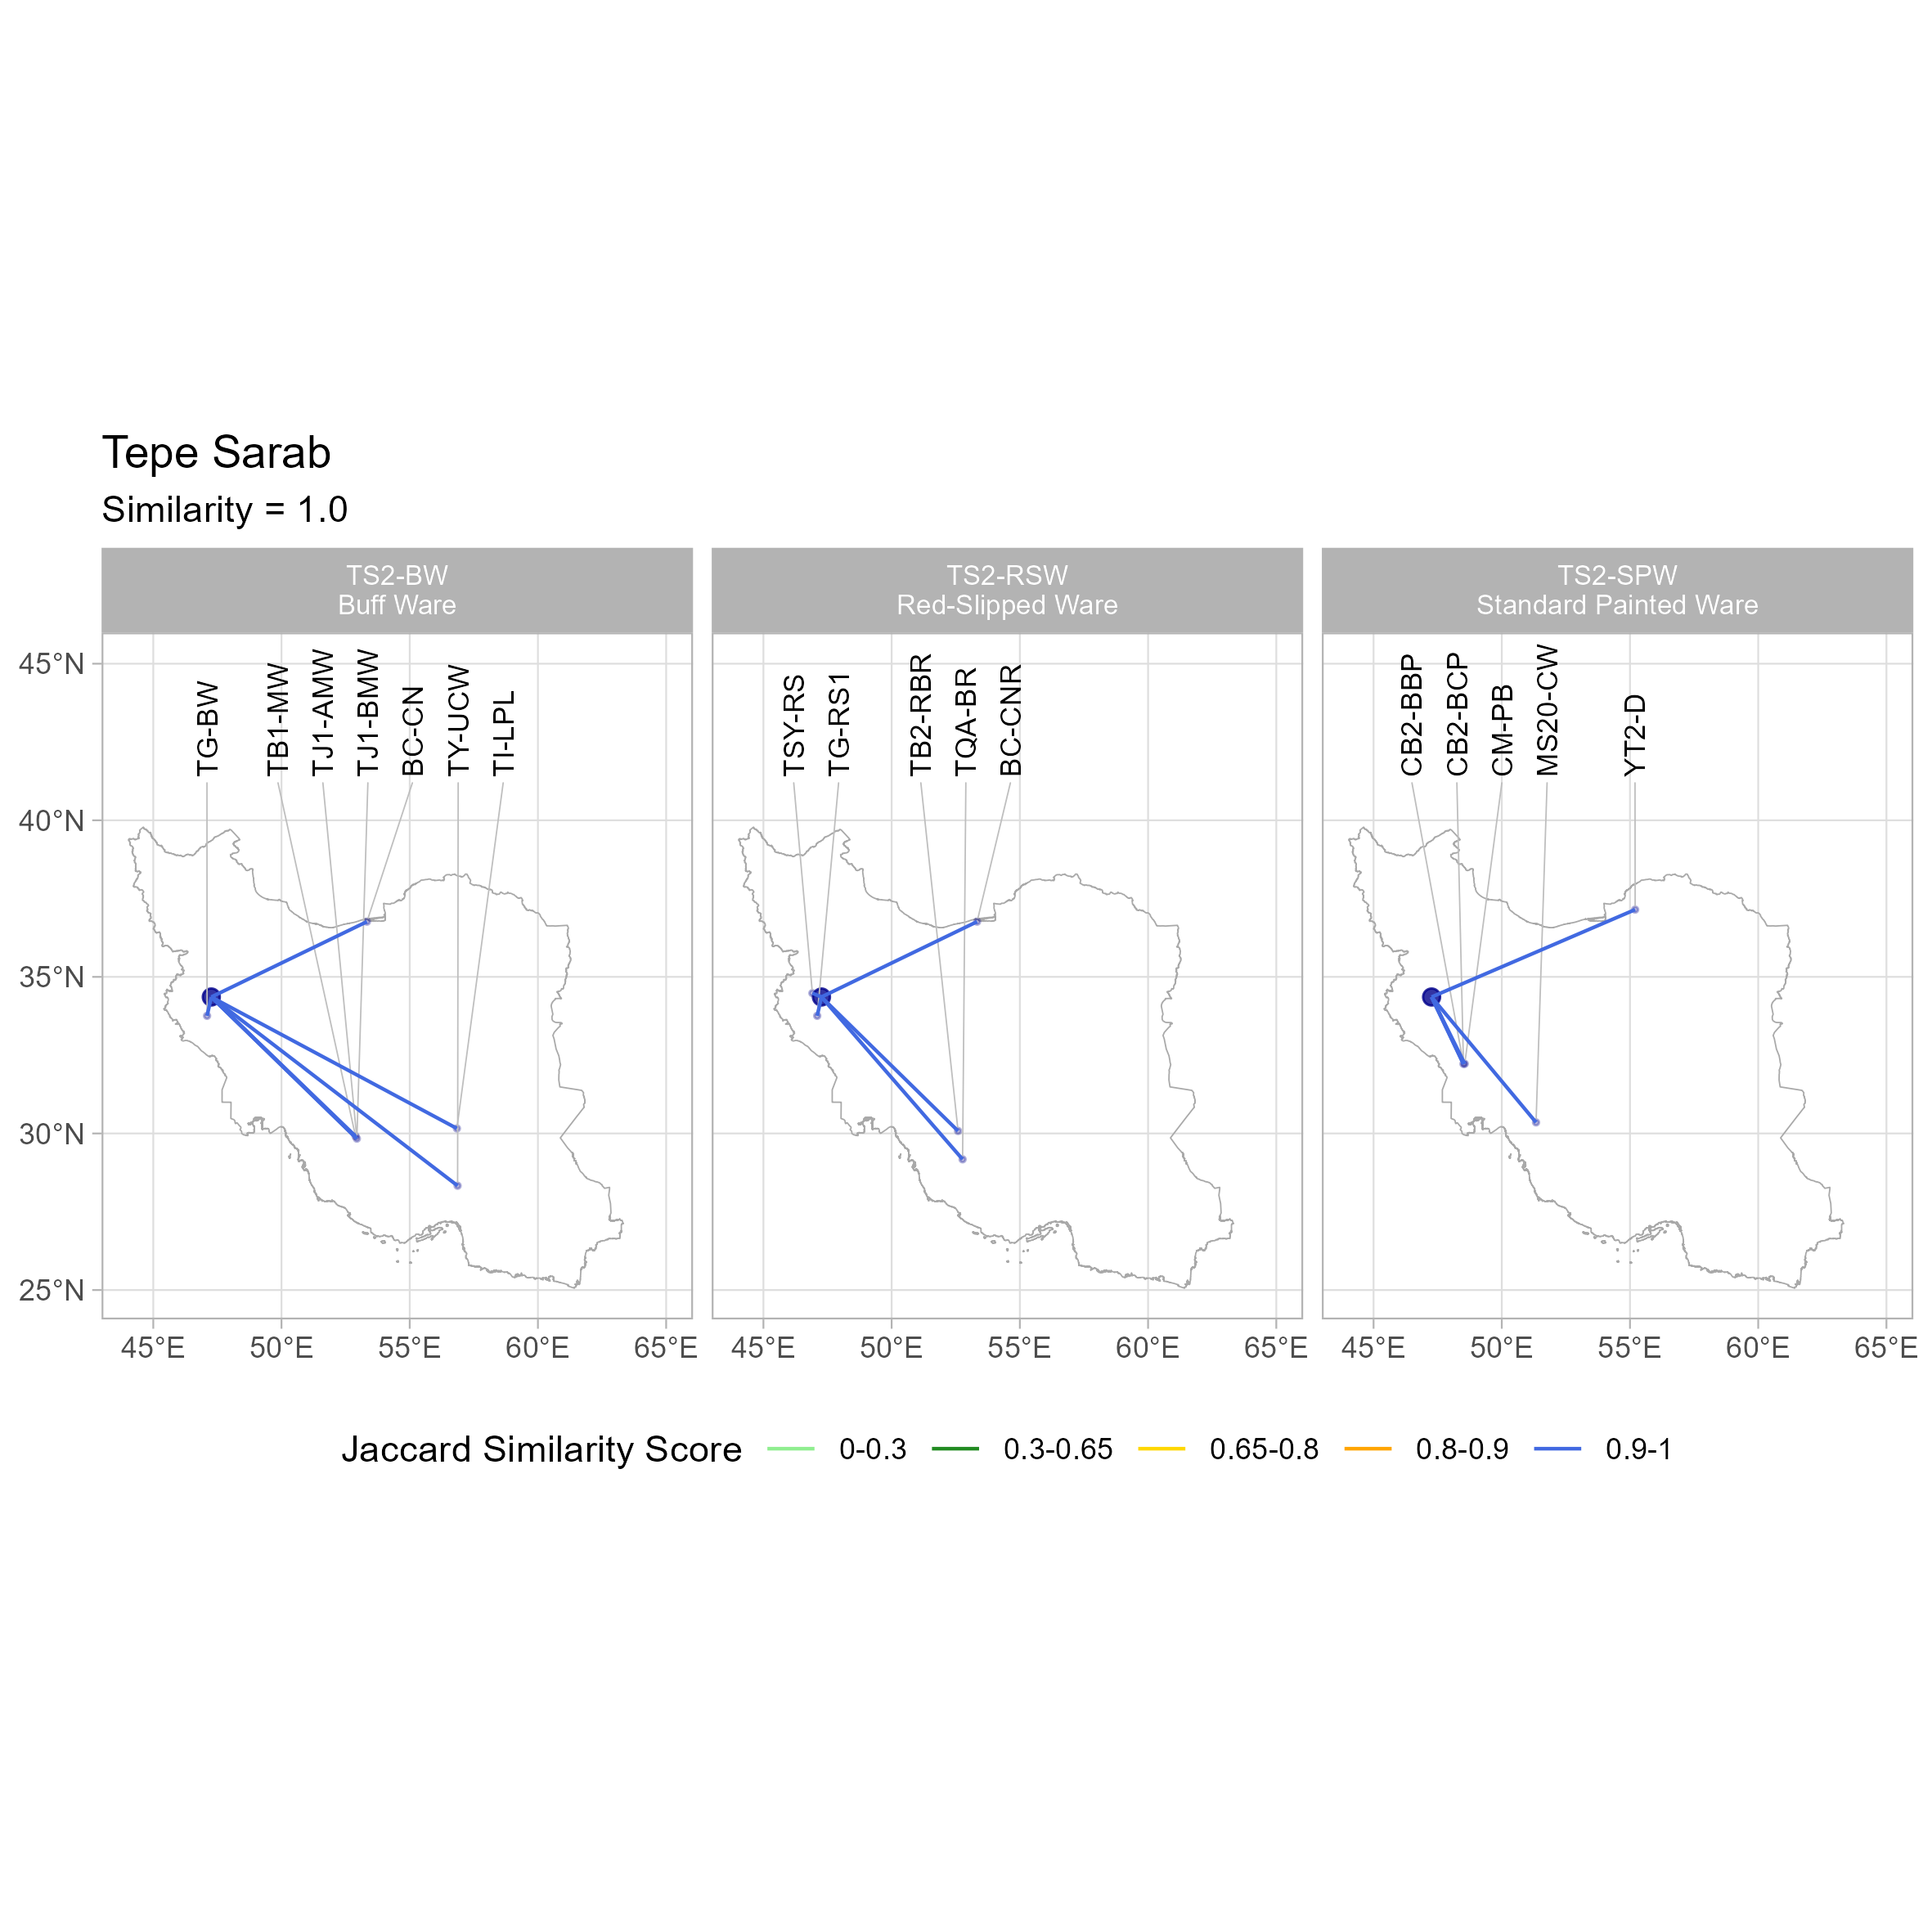 Tepe Sarab
Similarity = 1.0
TS2-BW
Buff Ware
TS2-RSW
Red-Slipped Ware
TS2-SPW
Standard Painted Ware
45°N
40°N
35°N
30°N
25°N
TG-BW
TB1-MW
TJ1-AMW
TJ1-BMW
BC-CN
TY-UCW
TI-LPL
TSY-RS
TG-RS1
TB2-RBR
TQA-BR
BC-CNR
CB2-BBP
CB2-BCP
CM-PB
MS20-CW
YT2-D
45°E 50°E 55°E 60°E 65°E
45°E 50°E 55°E 60°E 65°E
45°E 50°E 55°E 60°E 65°E
Jaccard Similarity Score 0-0.3 0.3-0.65 0.65-0.8 0.8-0.9 0.9-1